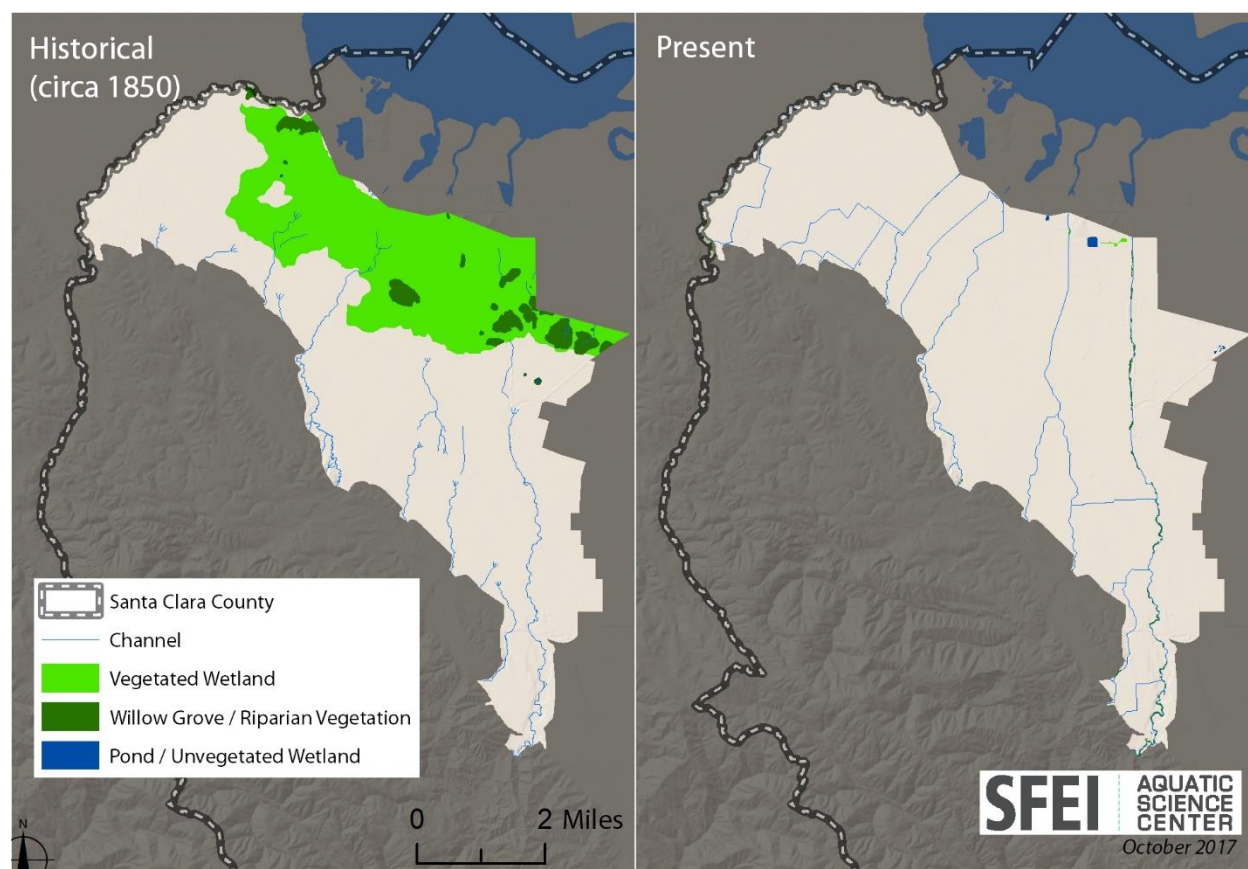 Historical
(circa 1850)
Present
Santa Clara County
Channel
Vegetated Wetland
Willow Grove / Riparian Vegetation
Pond / Unvegetated Wetland
N
0 2 Miles
SFEI
AQUATIC
SCIENCE
CENTER
October 2017